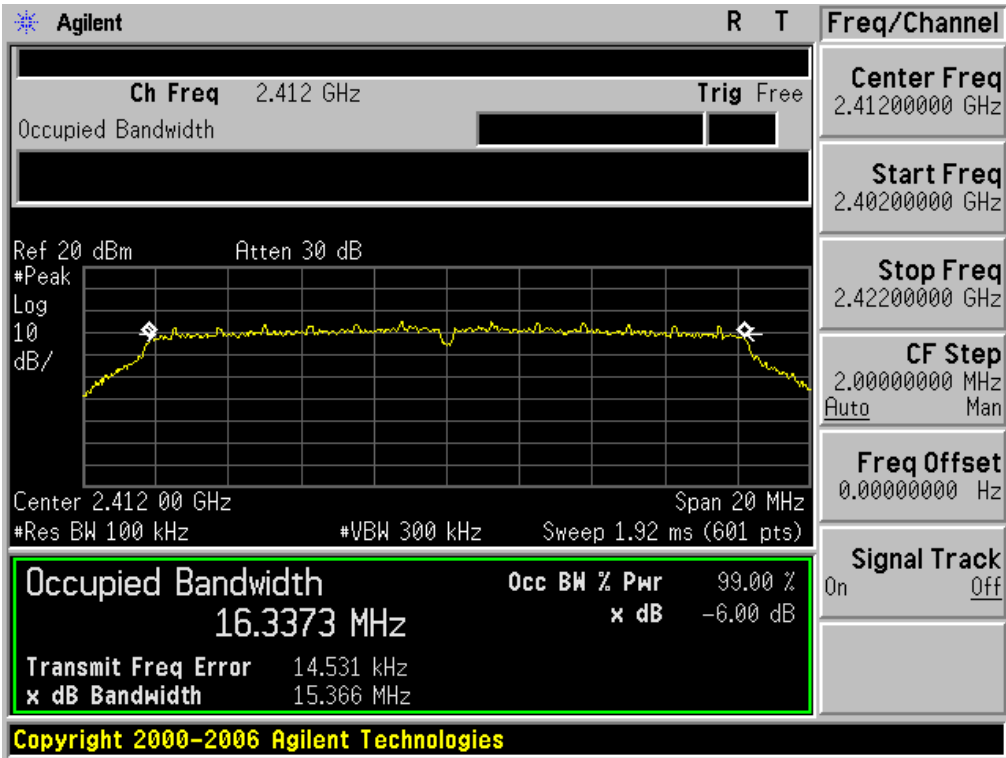 Agilent R T
Ch Freq 2.412 GHz Trig Free
Occupied Bandwidth
Ref 20 dBm Atten 30 dB
#Peak
Log
10
dB/
Center 2.412 00 GHz Span 20 MHz
#Res BW 100 kHz #VBW 300 kHz Sweep 1.92 ms (601 pts)
Occupied Bandwidth Occ BW % Pwr 99.00 %
16.3373 MHz x dB -6.00 dB
Transmit Freq Error 14.531 kHz
x dB Bandwidth 15.366 MHz
Copyright 2000-2006 Agilent Technologies
Freq/Channel
Center Freq
2.41200000 GHz
Start Freq
2.40200000 GHz
Stop Freq
2.42200000 GHz
CF Step
2.00000000 MHz
Auto Man
Freq Offset
0.00000000 Hz
Signal Track
On Off